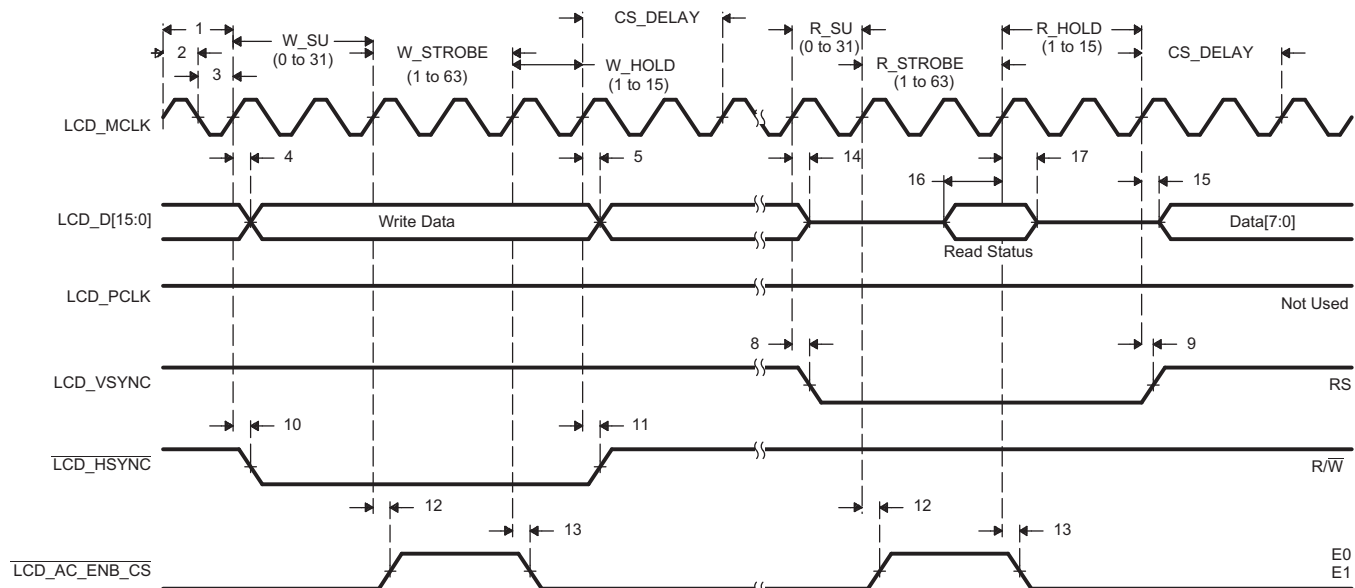 1
CS_DELAY
R_SU
(0 to 31)
R_HOLD
(1 to 15)
2
W_SU
(0 to 31)
W_STROBE
(1 to 63)
CS_DELAY
3
W_HOLD
(1 to 15)
R_STROBE
(1 to 63)
LCD_MCLK
4
5
14
17
16
15
LCD_D[15:0]
Write Data
Data[7:0]
Read Status
LCD_PCLK
Not Used
8
9
LCD_VSYNC
RS
10
11
LCD_HSYNC
R/W
12
13
12
13
LCD_AC_ENB_CS
E0
E1